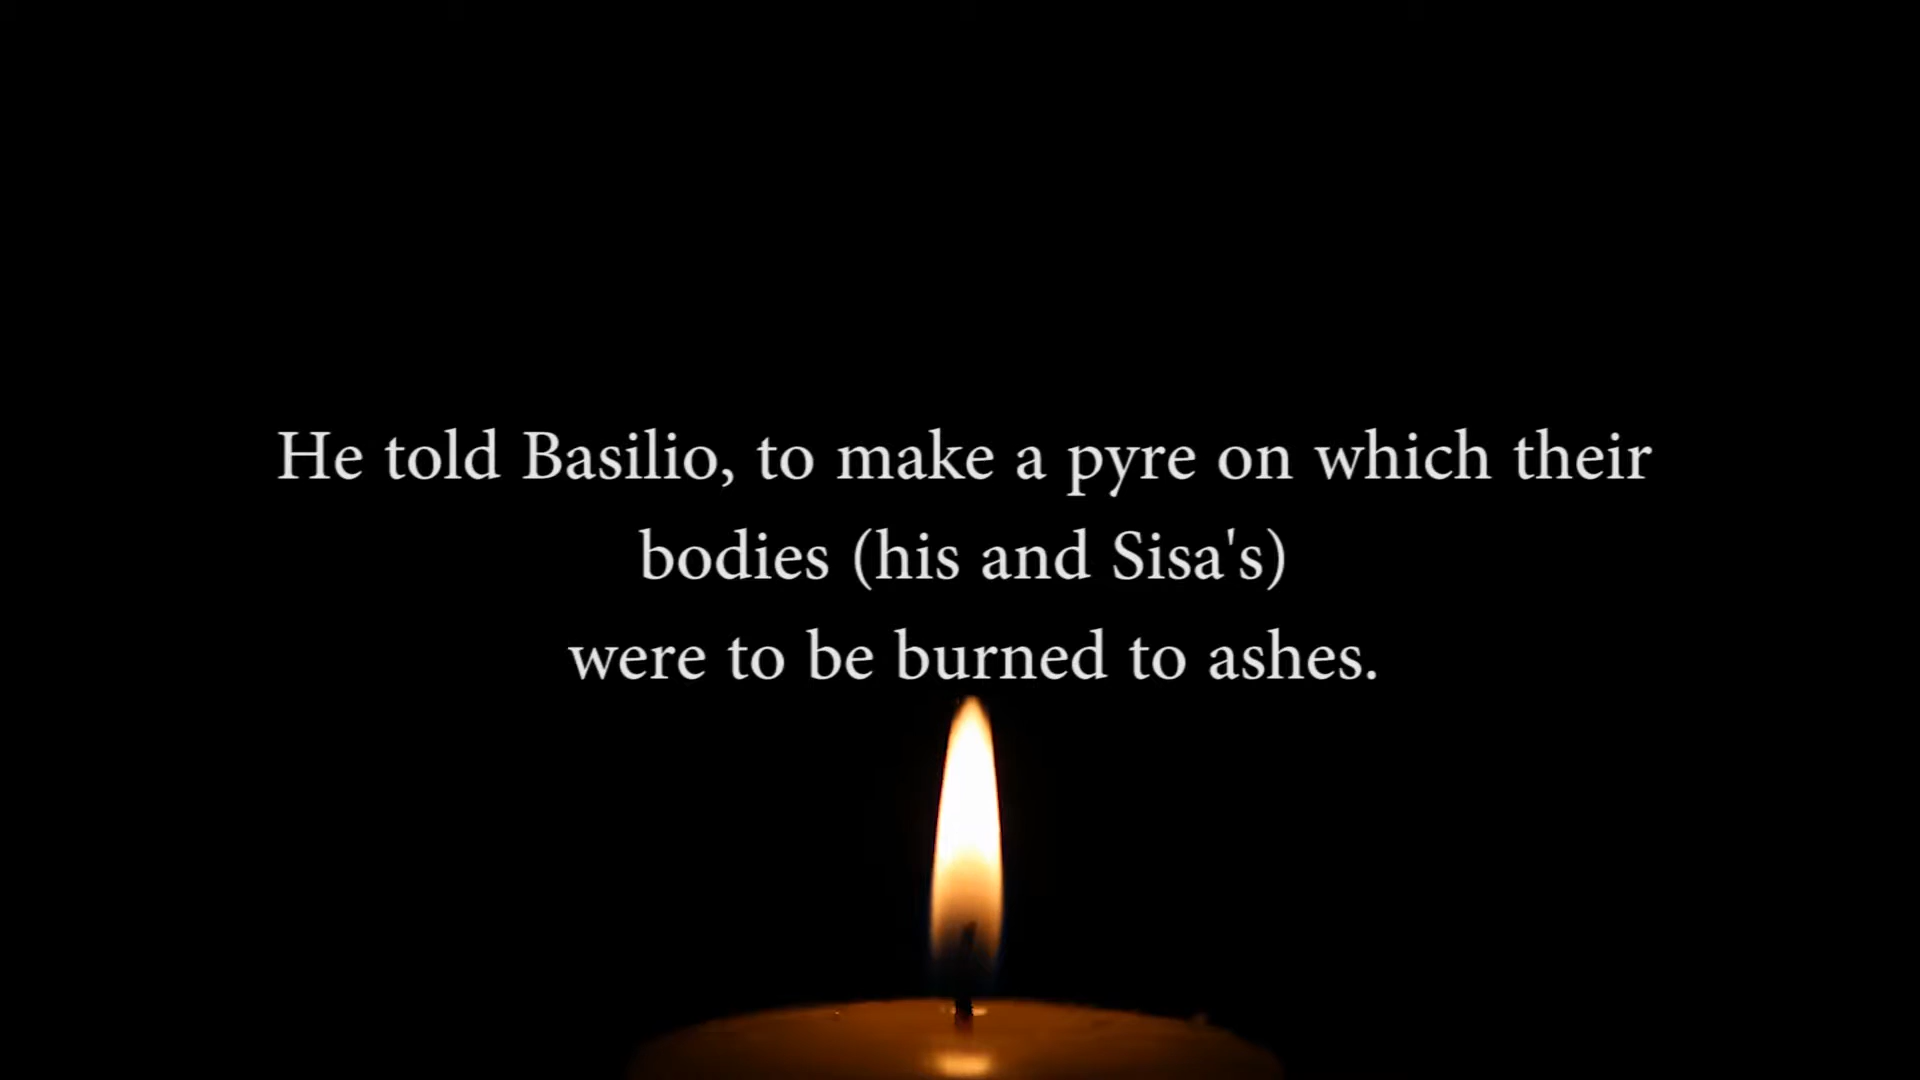 He told Basilio, to make a pyre on which their
bodies (his and Sisa's)
were to be burned to ashes.